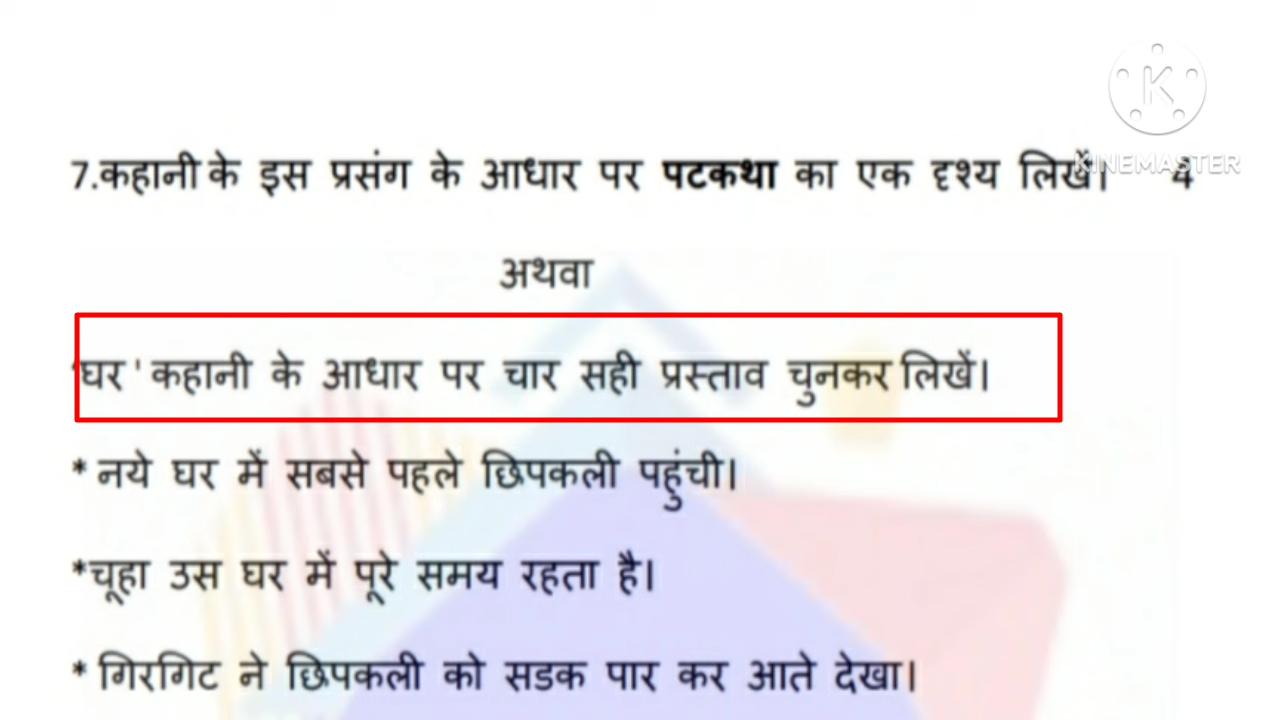 K
KINEMASTER
7.कहानी के इस प्रसंग के आधार पर पटकथा का एक दृश्य लिखें। 4
अथवा
'घर ' कहानी के आधार पर चार सही प्रस्ताव चुनकर लिखें।
* नये घर में सबसे पहले छिपकली पहुंची।
*चूहा उस घर में पूरे समय रहता है।
* गिरगिट ने छिपकली को सडक पार कर आते देखा।